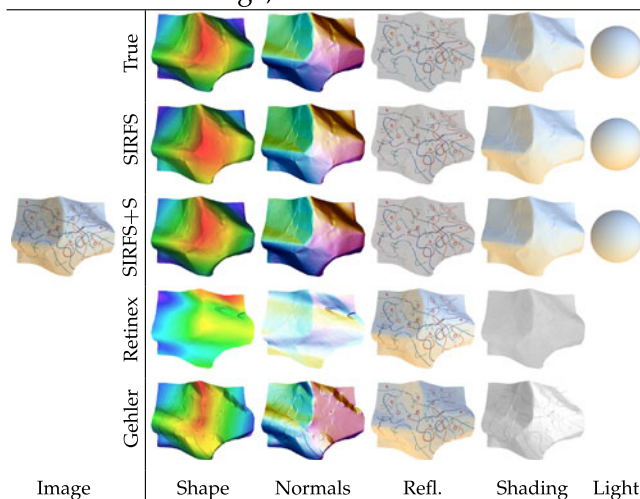 True
SIRFS
SIRFS+S
Retinex
Gehler
Image Shape Normals Refl. Shading Light